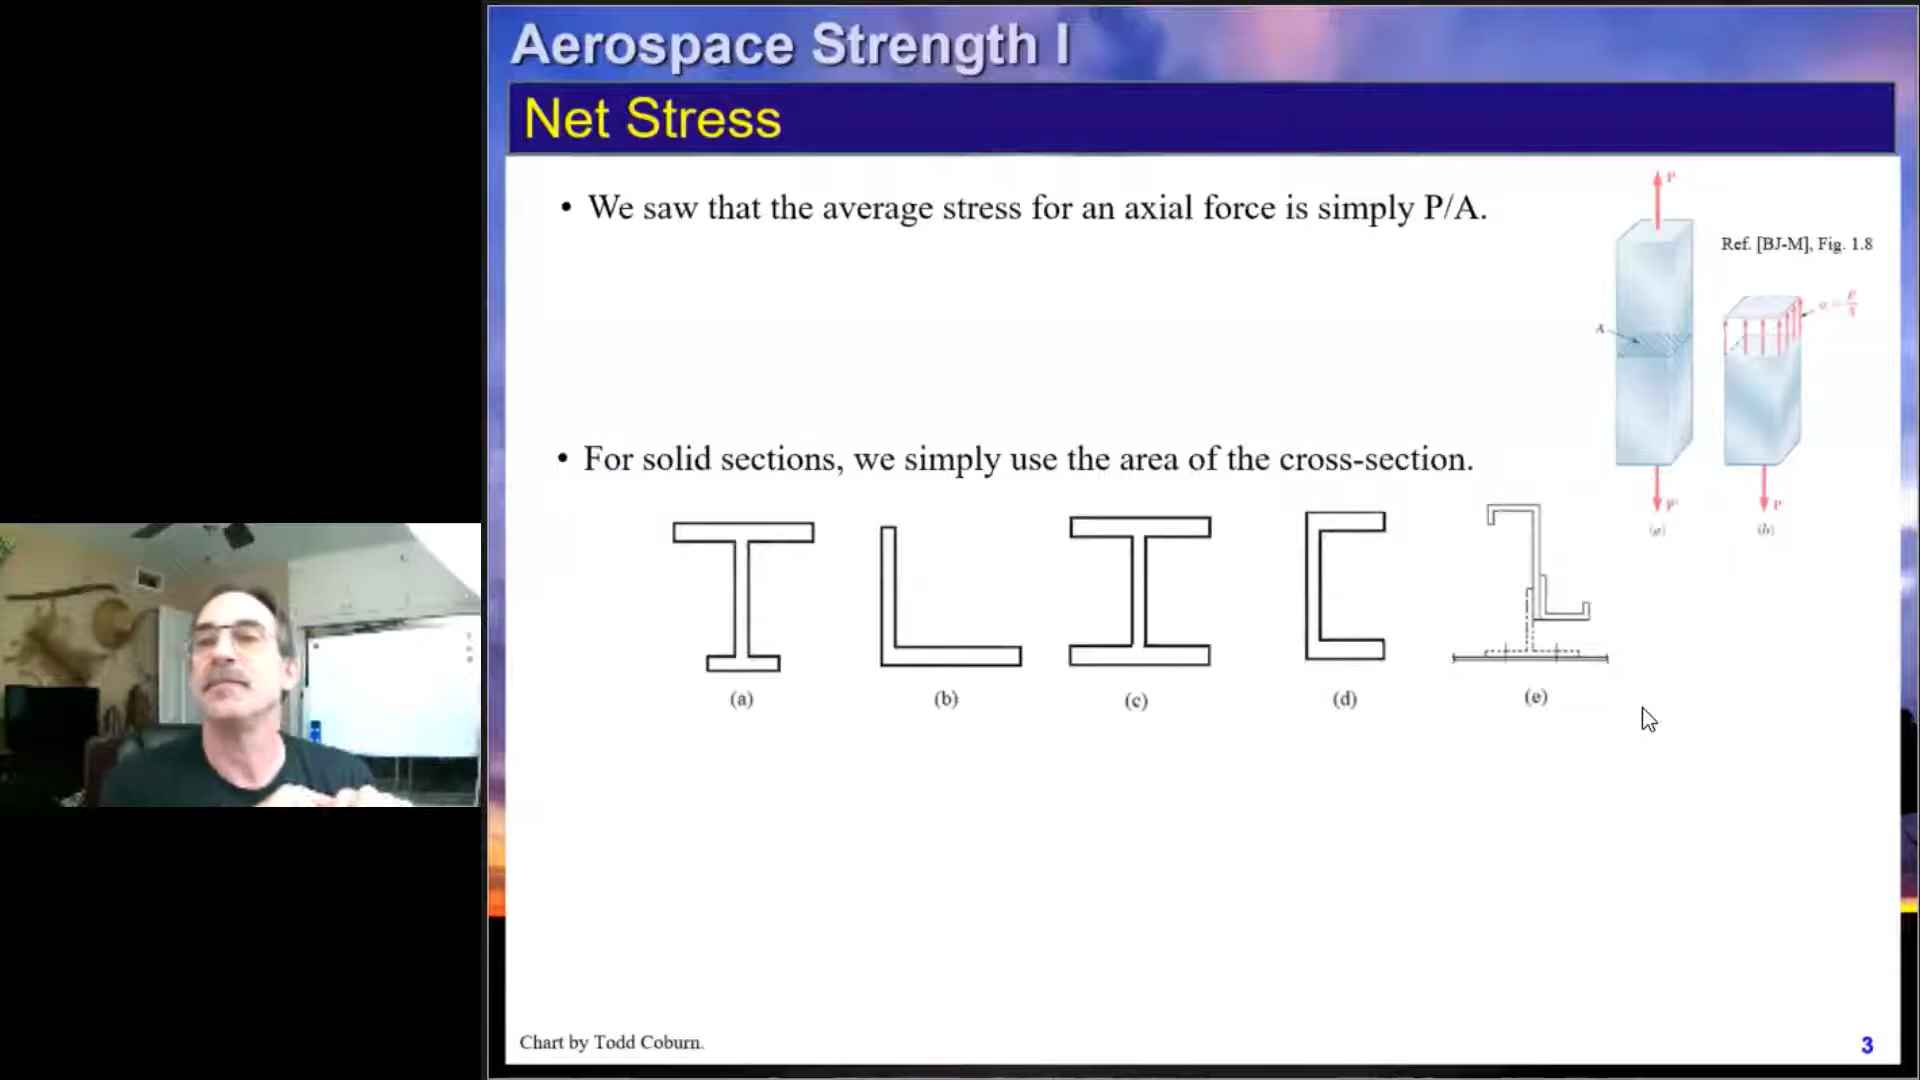 Aerospace Strength I
Net Stress
• We saw that the average stress for an axial force is simply P/A.
P
Ref. [BJ-M], Fig. 1.8
A
P'
P
(a)
(b)
• For solid sections, we simply use the area of the cross-section.
(a)
(b)
(c)
(d)
(e)
Chart by Todd Coburn.
3